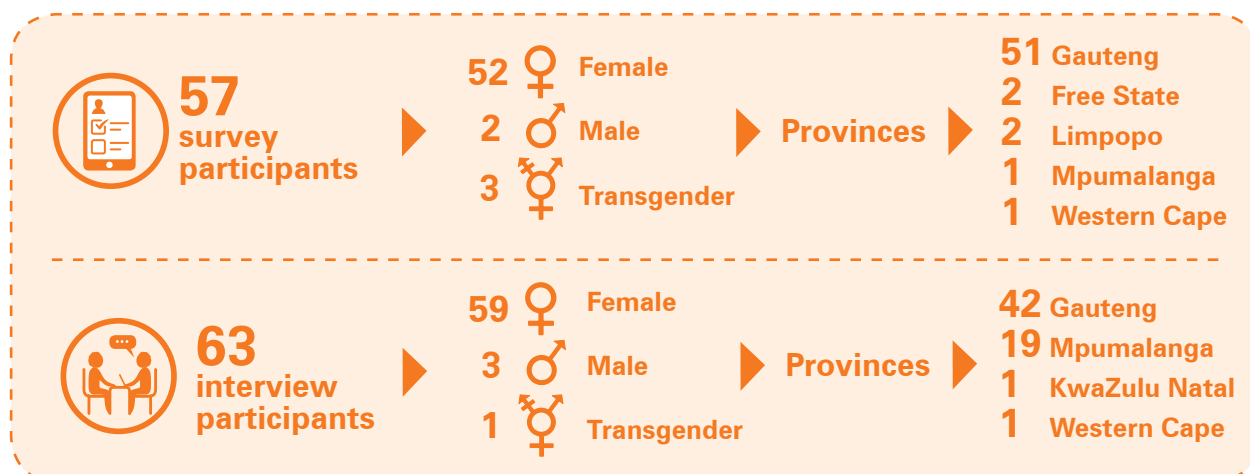 57
survey
participants
52 Female
2 Male
3 Transgender
Provinces
51 Gauteng
2 Free State
2 Limpopo
1 Mpumalanga
1 Western Cape
63
interview
participants
59 Female
3 Male
1 Transgender
Provinces
42 Gauteng
19 Mpumalanga
1 KwaZulu Natal
1 Western Cape